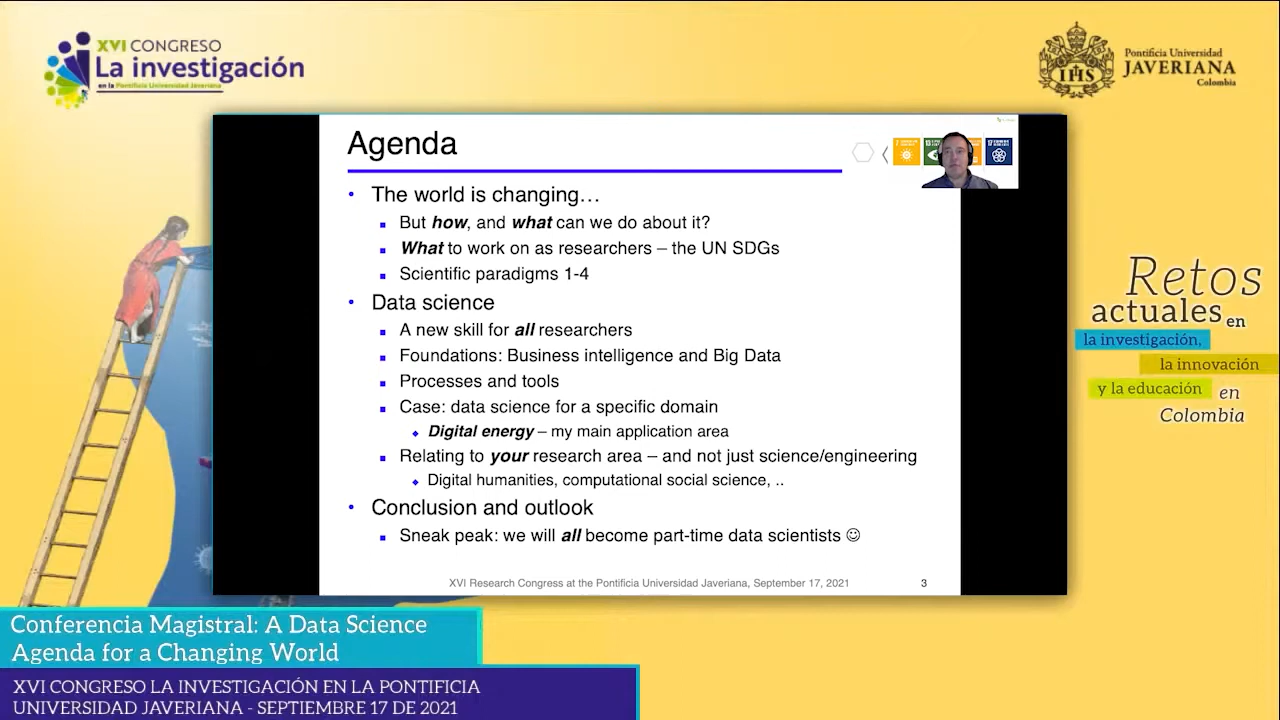 XVI CONGRESO
La investigación
en la Pontificia Universidad Javeriana
Pontificia Universidad
JAVERIANA
Colombia
IHS
Agenda
The world is changing…
But how, and what can we do about it?
What to work on as researchers – the UN SDGs
Scientific paradigms 1-4
Data science
A new skill for all researchers
Foundations: Business intelligence and Big Data
Processes and tools
Case: data science for a specific domain
Digital energy – my main application area
Relating to your research area – and not just science/engineering
Digital humanities, computational social science, ..
Conclusion and outlook
Sneak peak: we will all become part-time data scientists ☺
XVI Research Congress at the Pontificia Universidad Javeriana, September 17, 2021
3
Retos
actuales en
la investigación,
la innovación
y la educación en
Colombia
Conferencia Magistral: A Data Science
Agenda for a Changing World
XVI CONGRESO LA INVESTIGACIÓN EN LA PONTIFICIA
UNIVERSIDAD JAVERIANA - SEPTIEMBRE 17 DE 2021